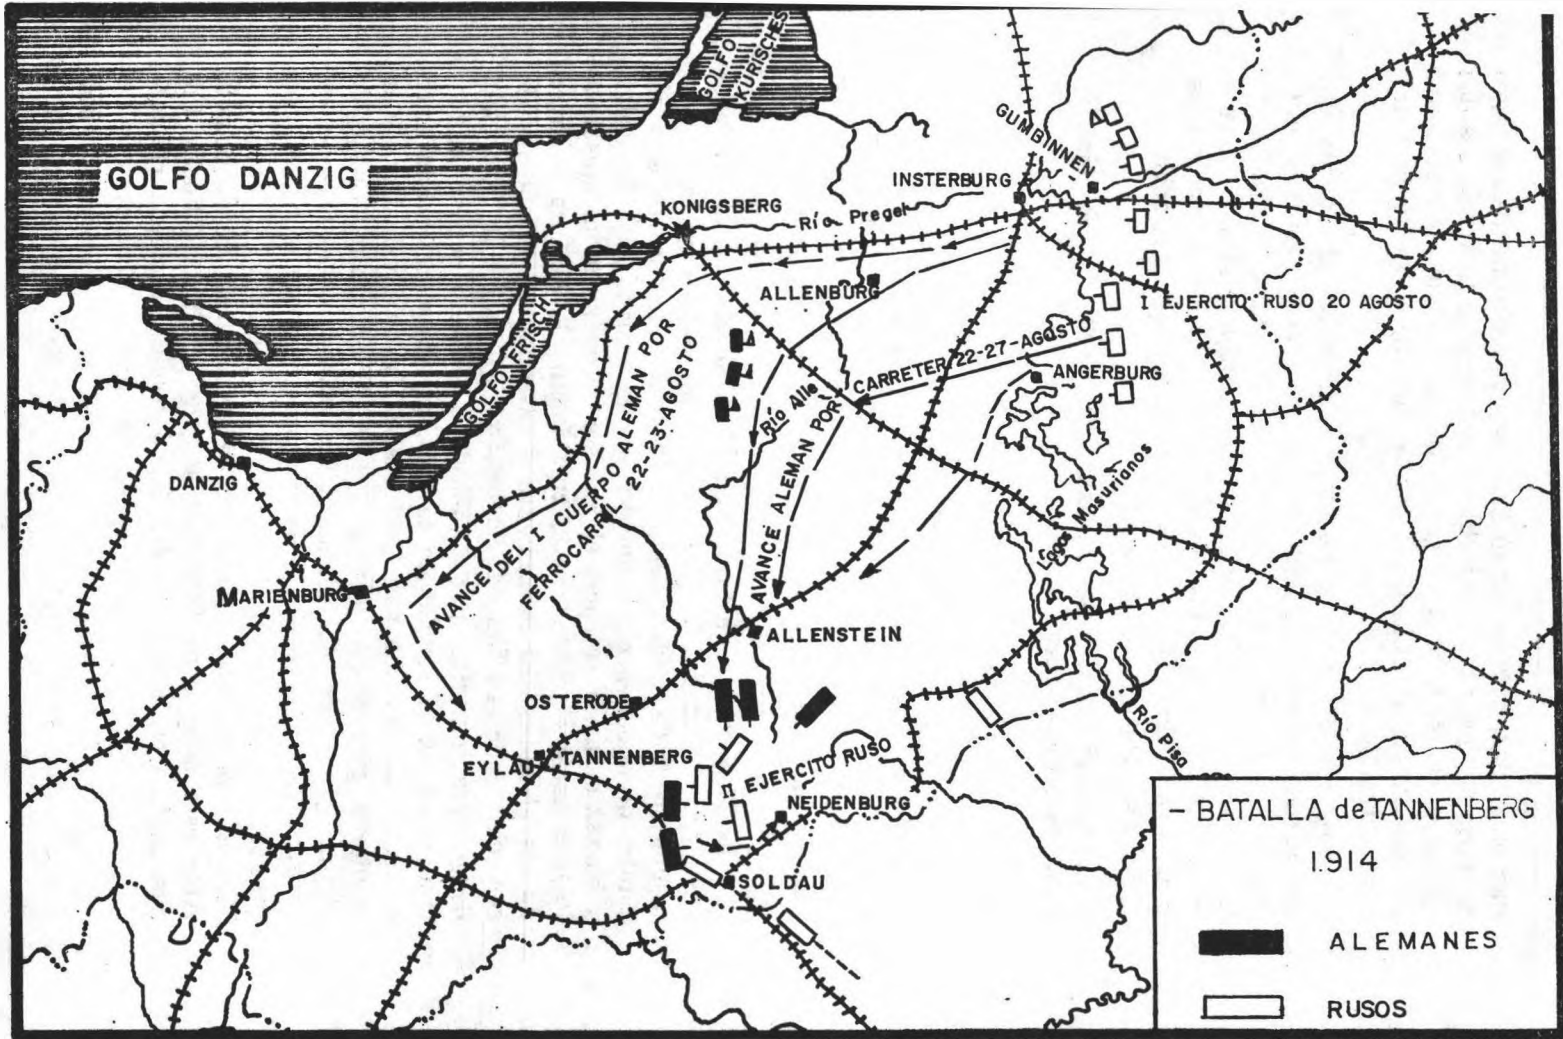 GOLFO KURISCHES
GOLFO DANZIG
GUMBINNEN
INSTERBURG
KONIGSBERG
Río Pregel
ALLENBURG
I EJERCITO RUSO 20 AGOSTO
GOLFO FRISCH
AVANCE DEL I CUERPO ALEMAN POR
FERROCARRIL 22-23-AGOSTO
CARRETER 22-27-AGOSTO
ANGERBURG
Río Alle
AVANCE ALEMAN POR
DANZIG
Lagos Masurianos
MARIENBURG
ALLENSTEIN
OSTERODE
Río Pisa
EYLAU
TANNENBERG
II EJERCITO RUSO
NEIDENBURG
SOLDAU
- BATALLA de TANNENBERG
1.914
ALEMANES
RUSOS